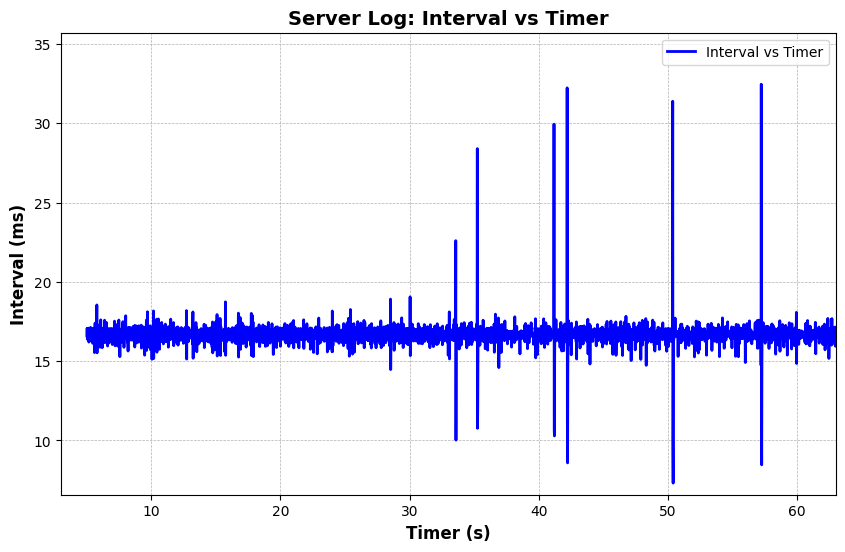 Server Log: Interval vs Timer
Interval vs Timer
35
30
25
20
15
10
Interval (ms)
10 20 30 40 50 60
Timer (s)